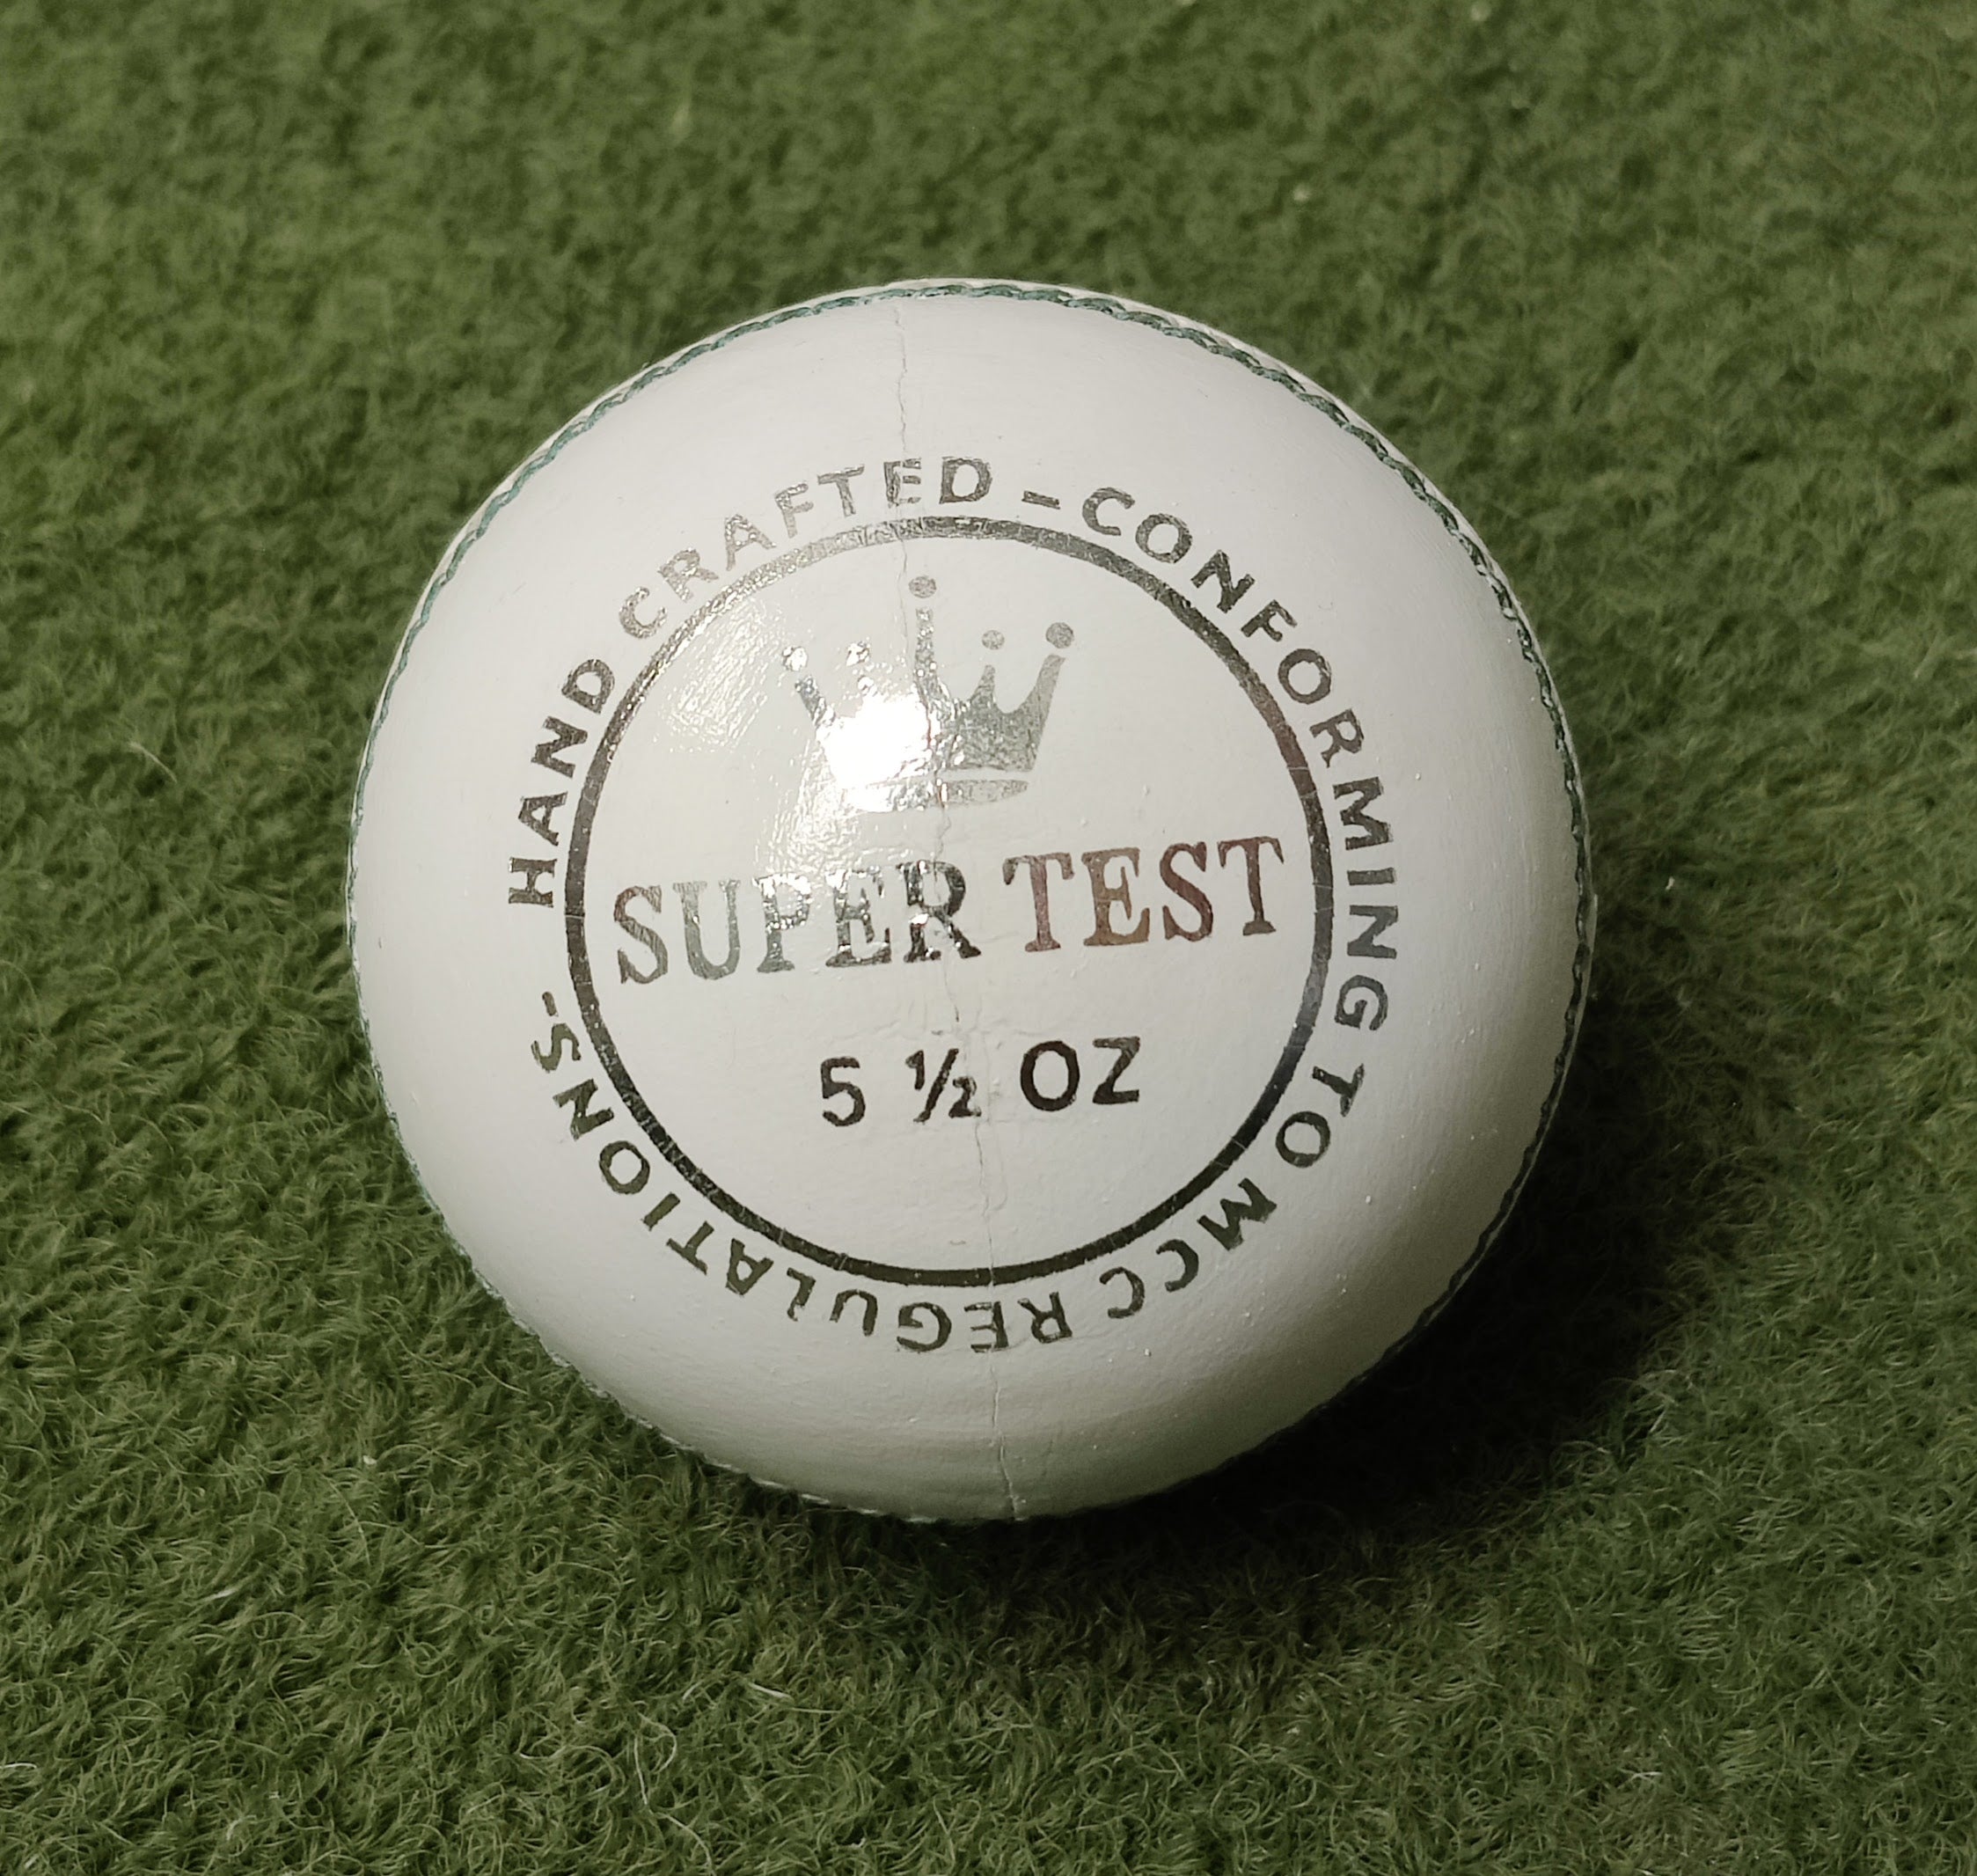 HAND CRAFTED - CONFORMING TO MCC REGULATIONS-
SUPER TEST
5 ½ OZ